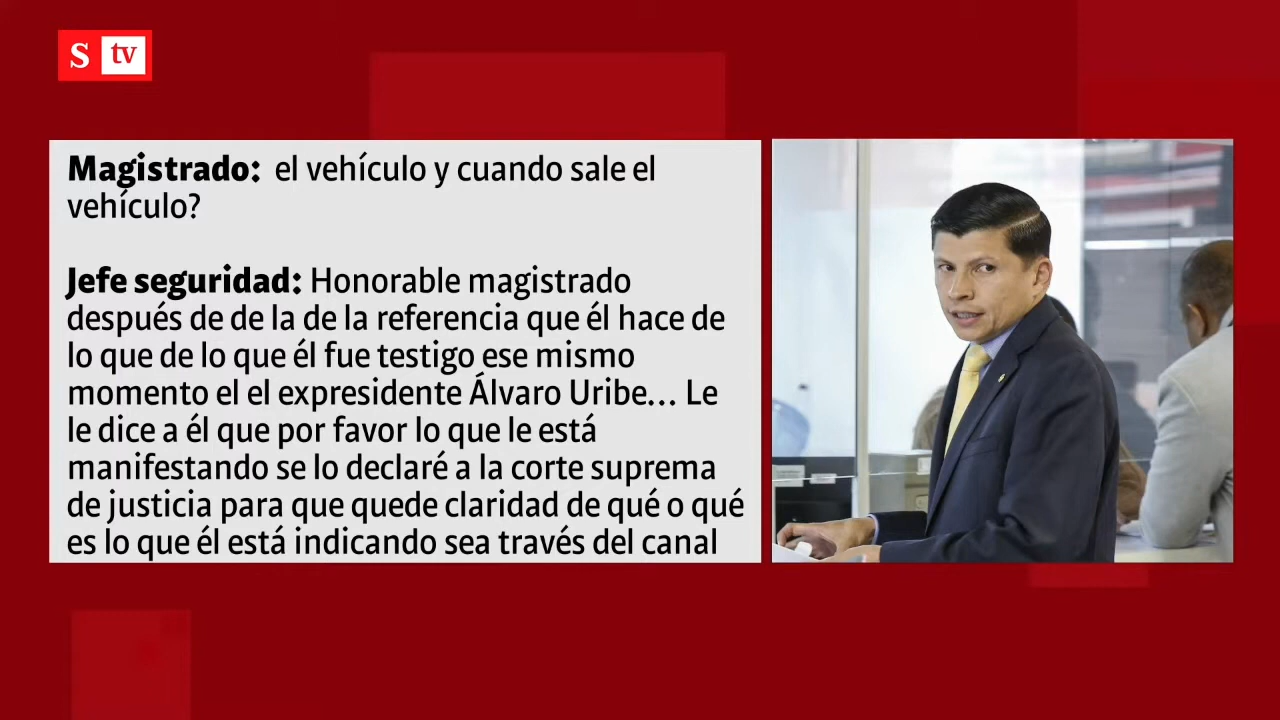 S tv
Magistrado: el vehículo y cuando sale el
vehículo?
Jefe seguridad: Honorable magistrado
después de de la de la referencia que él hace de
lo que de lo que él fue testigo ese mismo
momento el el expresidente Álvaro Uribe... Le
le dice a él que por favor lo que le está
manifestando se lo declaré a la corte suprema
de justicia para que quede claridad de qué o qué
es lo que él está indicando sea través del canal